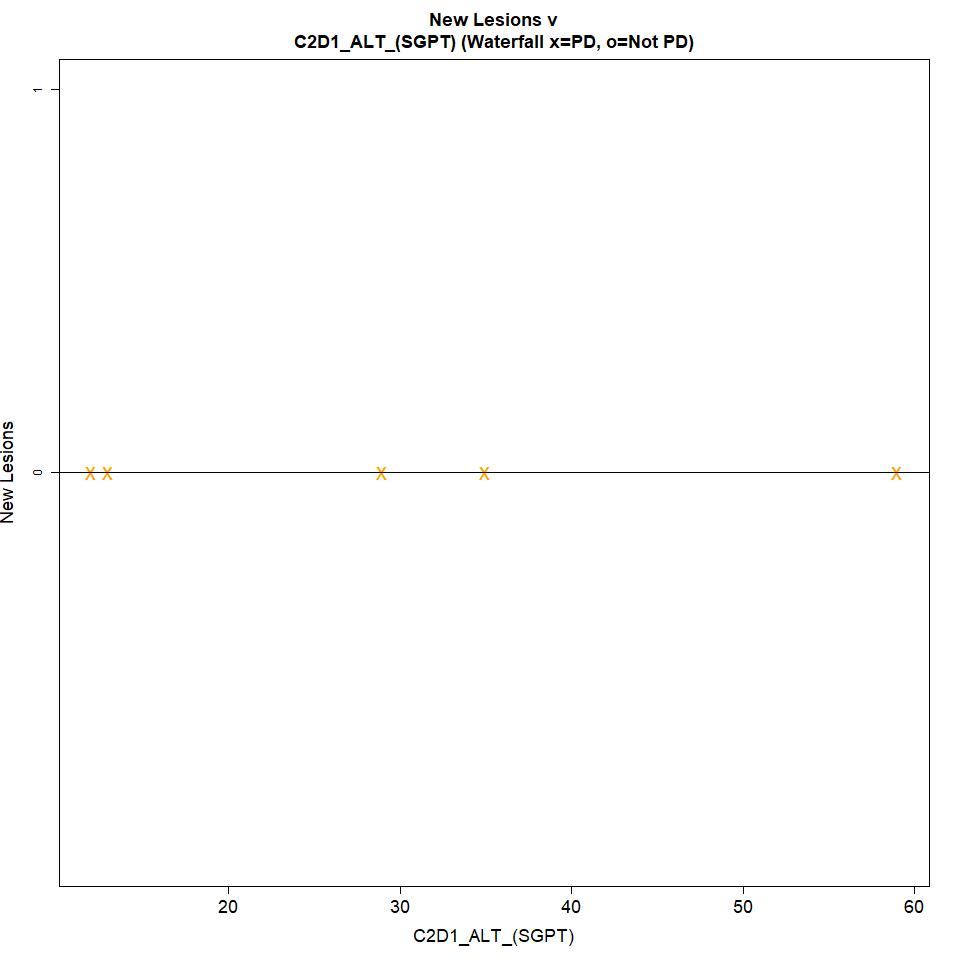 New Lesions v
C2D1_ALT_(SGPT) (Waterfall x=PD, o=Not PD)
1
0
New Lesions
x x x x x
20 30 40 50 60
C2D1_ALT_(SGPT)